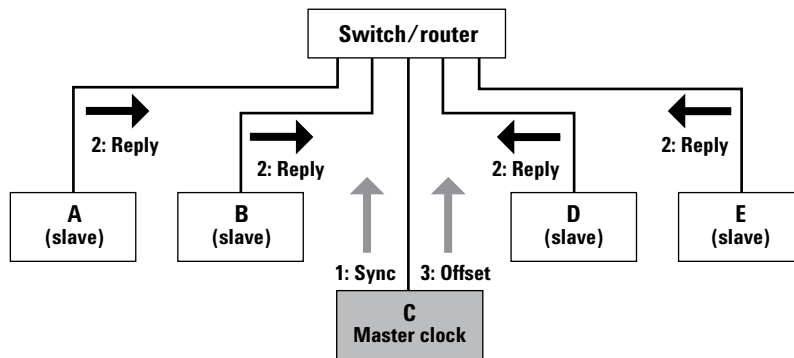 Switch/router
2: Reply
2: Reply
2: Reply
2: Reply
A
(slave)
B
(slave)
D
(slave)
E
(slave)
1: Sync
3: Offset
C
Master clock